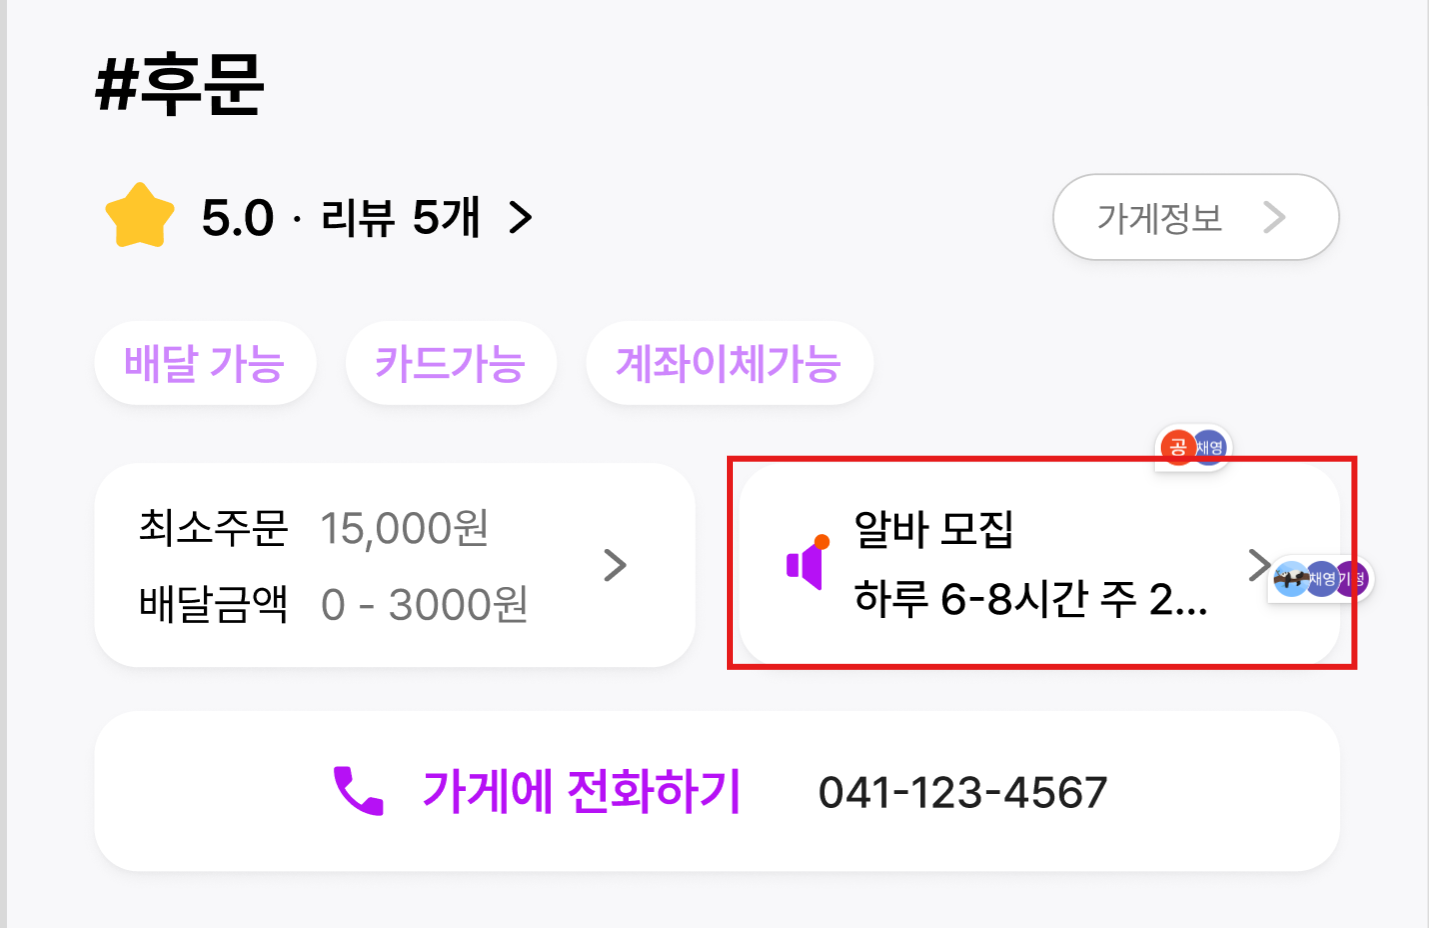 #후문
5.0 · 리뷰 5개
가게정보
배달 가능
카드가능
계좌이체가능
최소주문 15,000원
배달금액 0 - 3000원
공 채영
알바 모집
하루 6-8시간 주 2...
채영 기정
가게에 전화하기 041-123-4567